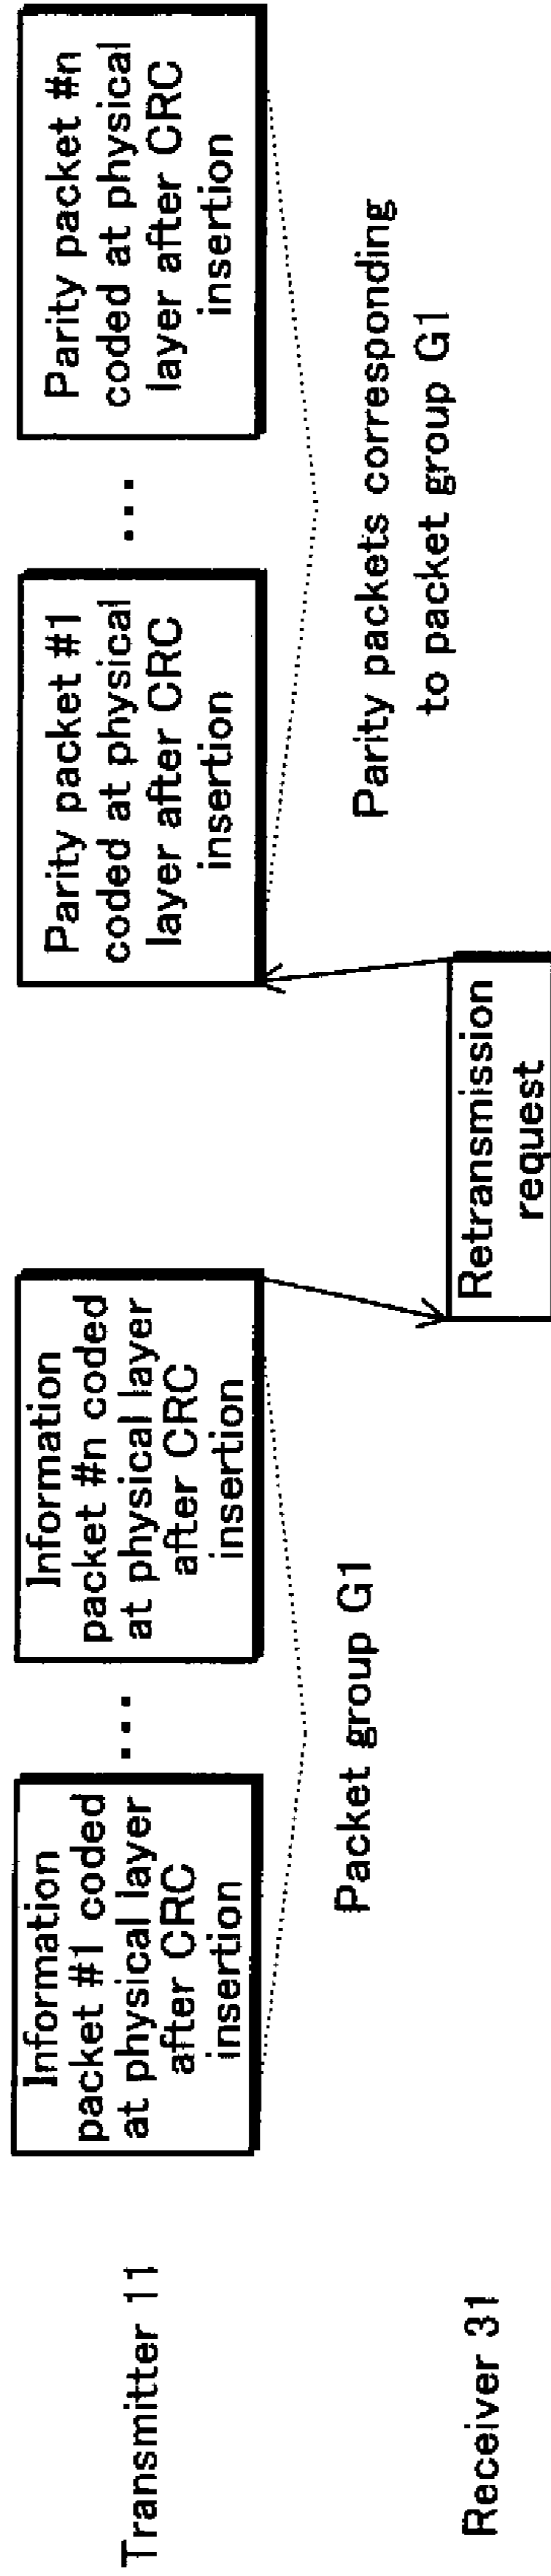 Transmitter 11
Information
packet #1 coded
at physical layer
after CRC
insertion
...
Information
packet #n coded
at physical layer
after CRC
insertion
Packet group G1
Parity packet #1
coded at physical
layer after CRC
insertion
...
Parity packet #n
coded at physical
layer after CRC
insertion
Parity packets corresponding
to packet group G1
Receiver 31
Retransmission
request